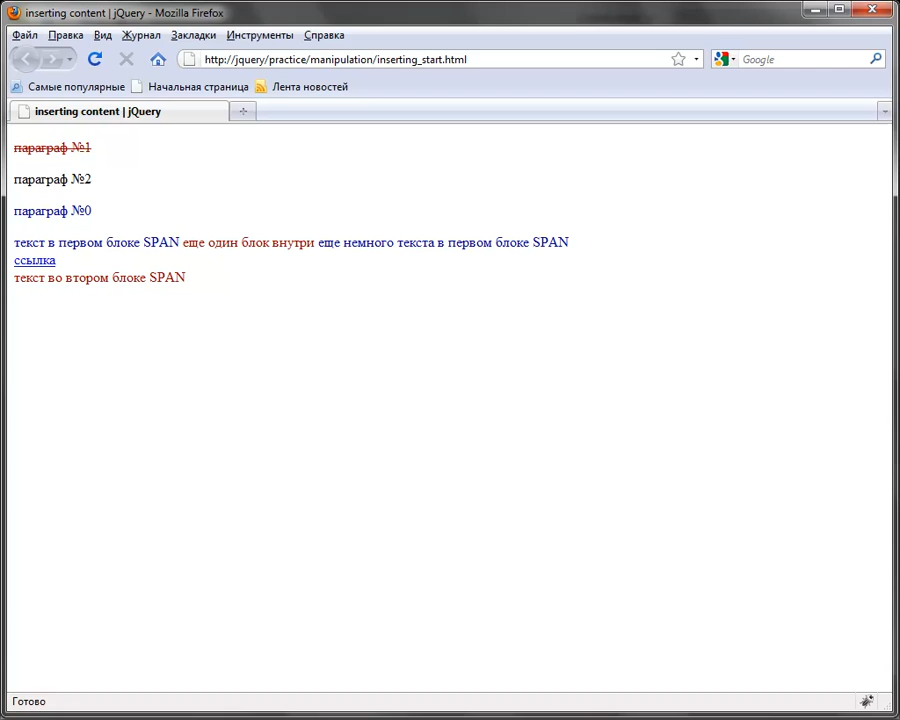 inserting content | jQuery - Mozilla Firefox
Файл Правка Вид Журнал Закладки Инструменты Справка
http://jquery/practice/manipulation/inserting_start.html Google
Самые популярные Начальная страница Лента новостей
inserting content | jQuery
параграф №1
параграф №2
параграф №0
текст в первом блоке SPAN еще один блок внутри еще немного текста в первом блоке SPAN
ссылка
текст во втором блоке SPAN
Готово